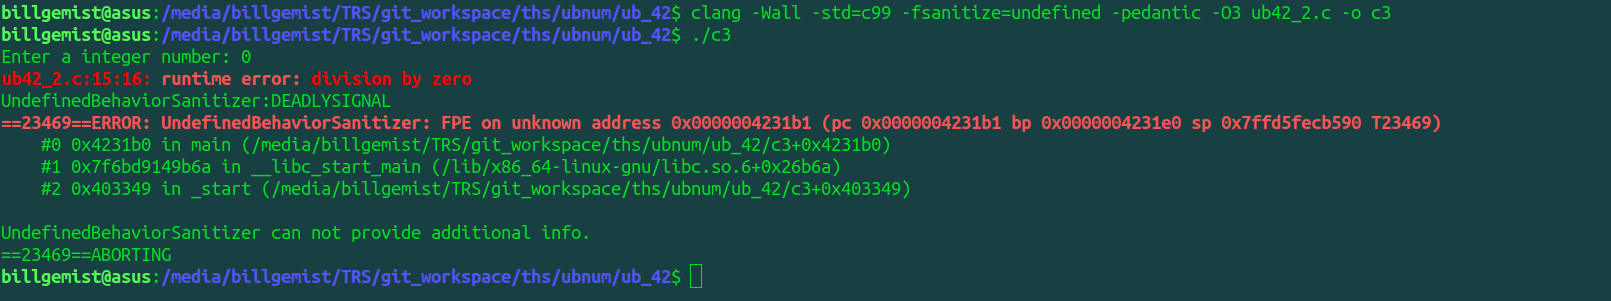 billgemist@asus:/media/billgemist/TRS/git_workspace/ths/ubnum/ub_42$ clang -Wall -std=c99 -fsanitize=undefined -pedantic -O3 ub42_2.c -o c3
billgemist@asus:/media/billgemist/TRS/git_workspace/ths/ubnum/ub_42$ ./c3
Enter a integer number: 0
ub42_2.c:15:16: runtime error: division by zero
UndefinedBehaviorSanitizer:DEADLYSIGNAL
==23469==ERROR: UndefinedBehaviorSanitizer: FPE on unknown address 0x0000004231b1 (pc 0x0000004231b1 bp 0x0000004231e0 sp 0x7ffd5fecb590 T23469)
    #0 0x4231b0 in main (/media/billgemist/TRS/git_workspace/ths/ubnum/ub_42/c3+0x4231b0)
    #1 0x7f6bd9149b6a in __libc_start_main (/lib/x86_64-linux-gnu/libc.so.6+0x26b6a)
    #2 0x403349 in _start (/media/billgemist/TRS/git_workspace/ths/ubnum/ub_42/c3+0x403349)

UndefinedBehaviorSanitizer can not provide additional info.
==23469==ABORTING
billgemist@asus:/media/billgemist/TRS/git_workspace/ths/ubnum/ub_42$